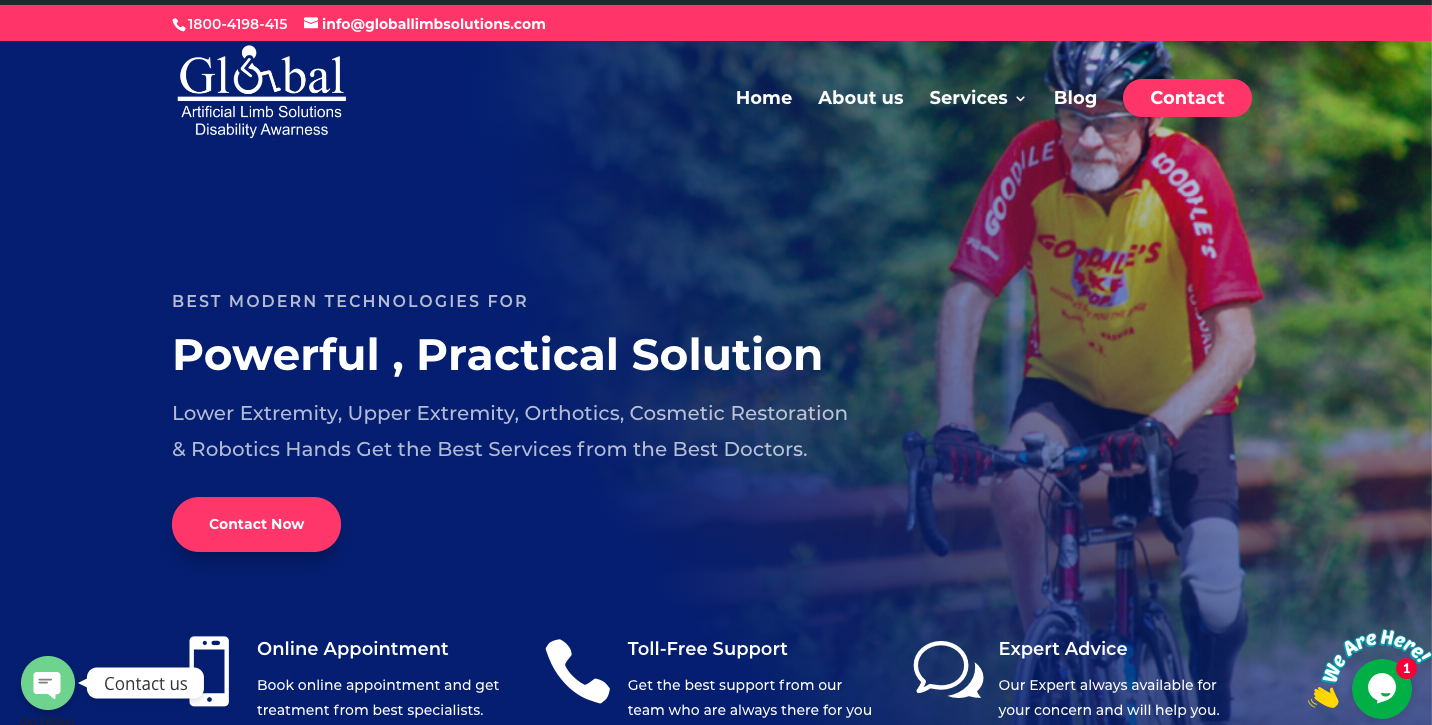 1800-4198-415 info@globallimbsolutions.com
Global
Artificial Limb Solutions
Disability Awarness
Home About us Services Blog Contact
GOODALE'S
GOODALE'S
GOODALE'S
BEST MODERN TECHNOLOGIES FOR
Powerful , Practical Solution
Lower Extremity, Upper Extremity, Orthotics, Cosmetic Restoration
& Robotics Hands Get the Best Services from the Best Doctors.
Contact Now
Online Appointment
Book online appointment and get
treatment from best specialists.
Toll-Free Support
Get the best support from our
team who are always there for you
Expert Advice
Our Expert always available for
your concern and will help you.
Contact us
We Are Here!
1